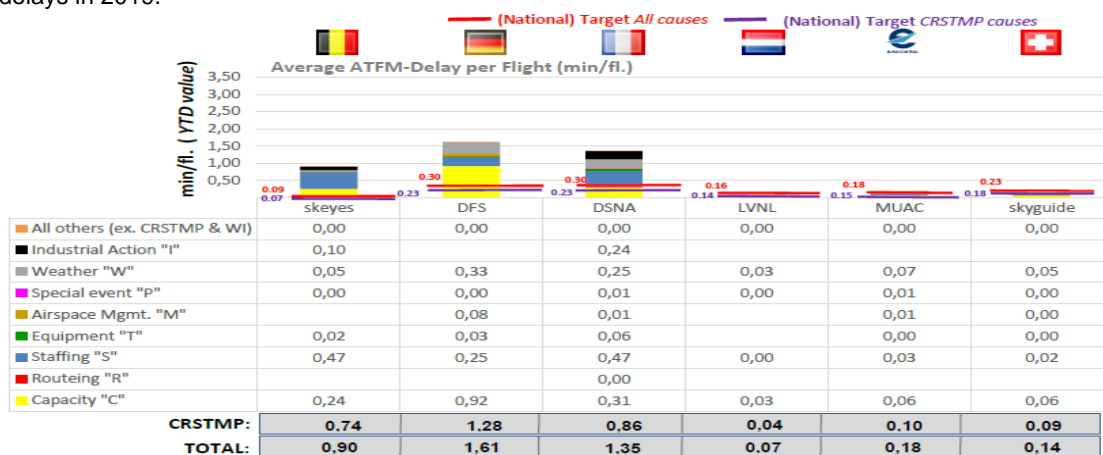 delays in 2019.
(National) Target All causes (National) Target CRSTMP causes
Average ATFM-Delay per Flight (min/fl.)
min/fl. ( YTD value)
3,50
3,00
2,50
2,00
1,50
1,00
0,50
0.09 0.07 0.30 0.23 0.30 0.23 0.16 0.14 0.18 0.15 0.23 0.18
skeyes DFS DSNA LVNL MUAC skyguide
All others (ex. CRSTMP & WI) 0,00 0,00 0,00 0,00 0,00 0,00
Industrial Action "I" 0,10 0,24
Weather "W" 0,05 0,33 0,25 0,03 0,07 0,05
Special event "P" 0,00 0,00 0,01 0,00 0,01 0,00
Airspace Mgmt. "M" 0,08 0,01 0,01 0,00
Equipment "T" 0,02 0,03 0,06 0,00 0,00
Staffing "S" 0,47 0,25 0,47 0,00 0,03 0,02
Routeing "R" 0,00
Capacity "C" 0,24 0,92 0,31 0,03 0,06 0,06
CRSTMP: 0,74 1,28 0,86 0,04 0,10 0,09
TOTAL: 0,90 1,61 1,35 0,07 0,18 0,14